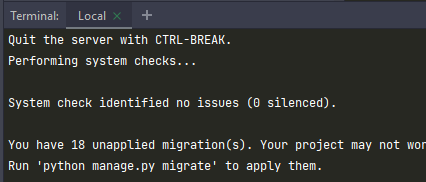 Terminal: Local × +
Quit the server with CTRL-BREAK.
Performing system checks...
System check identified no issues (0 silenced).
You have 18 unapplied migration(s). Your project may not wor
Run 'python manage.py migrate' to apply them.